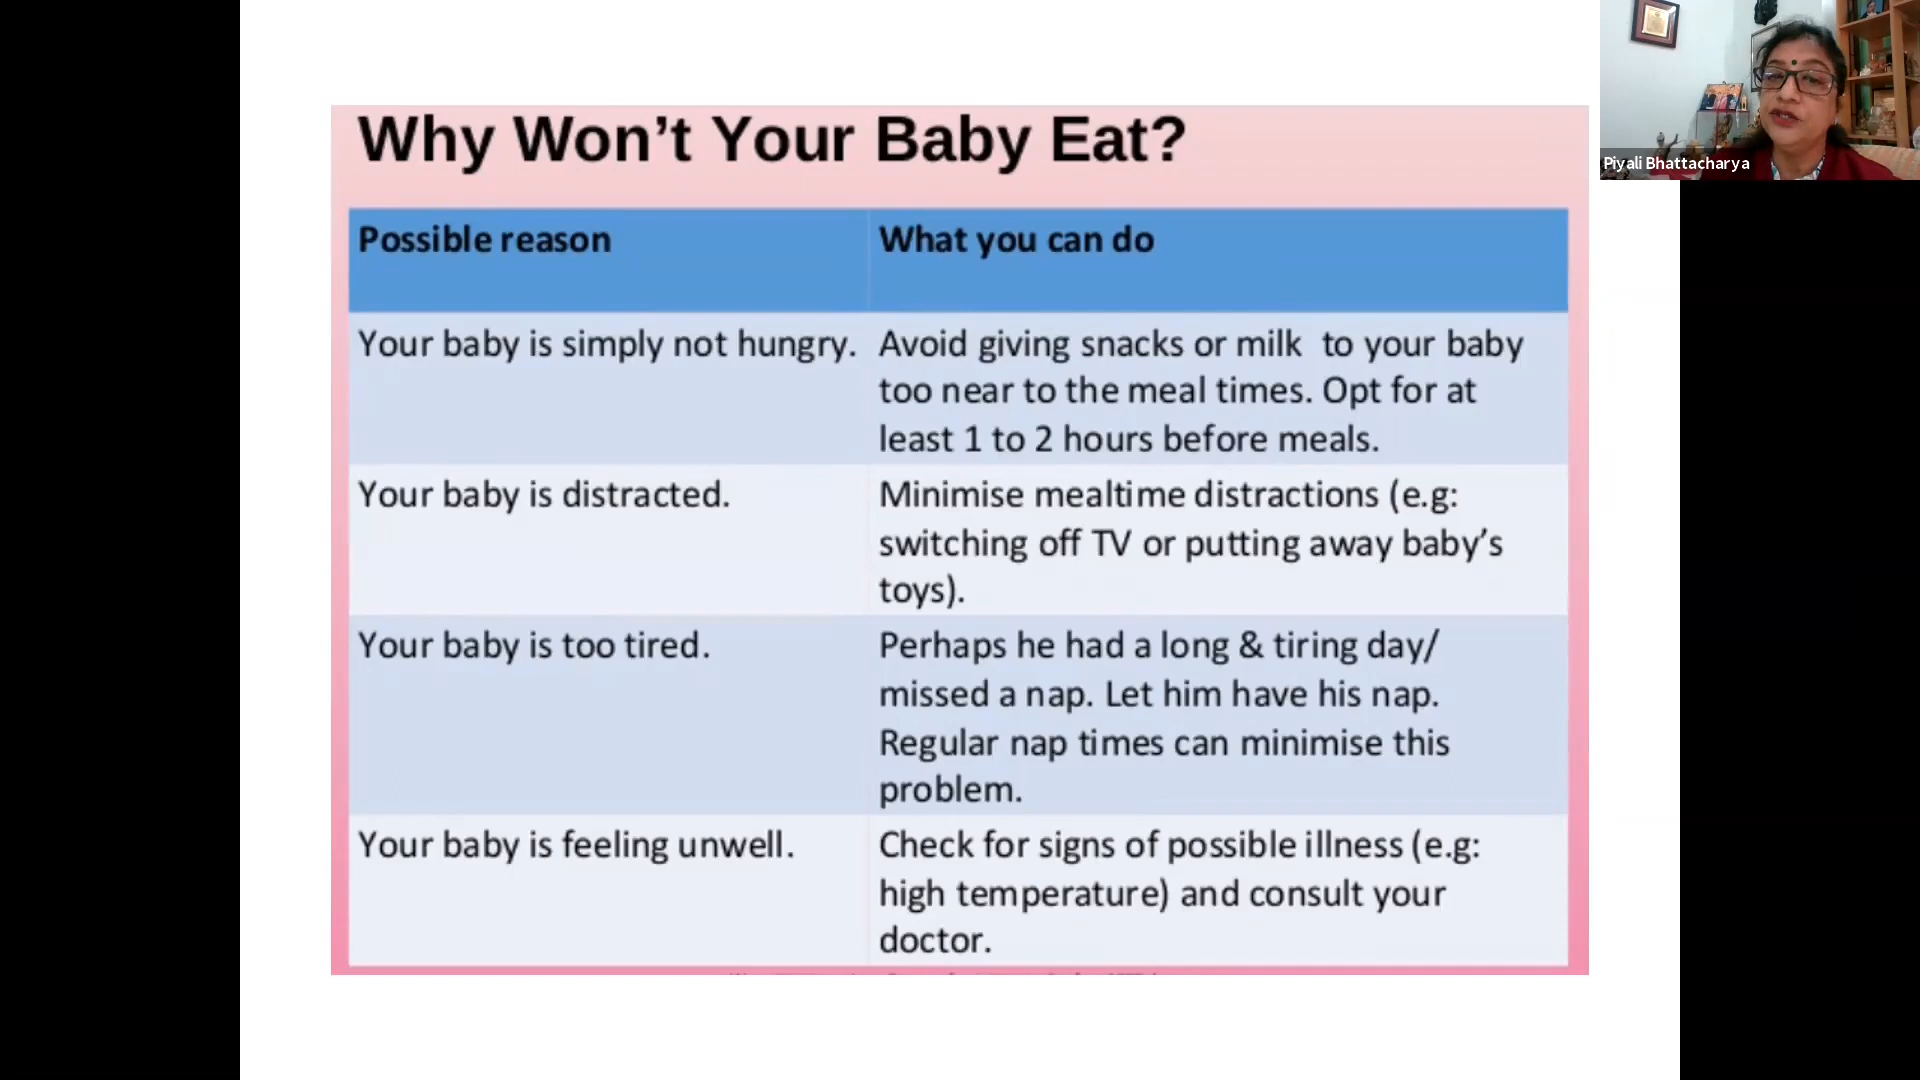 Why Won’t Your Baby Eat?
Possible reason
What you can do
Your baby is simply not hungry.
Avoid giving snacks or milk to your baby
too near to the meal times. Opt for at
least 1 to 2 hours before meals.
Your baby is distracted.
Minimise mealtime distractions (e.g:
switching off TV or putting away baby’s
toys).
Your baby is too tired.
Perhaps he had a long & tiring day/
missed a nap. Let him have his nap.
Regular nap times can minimise this
problem.
Your baby is feeling unwell.
Check for signs of possible illness (e.g:
high temperature) and consult your
doctor.
Piyali Bhattacharya